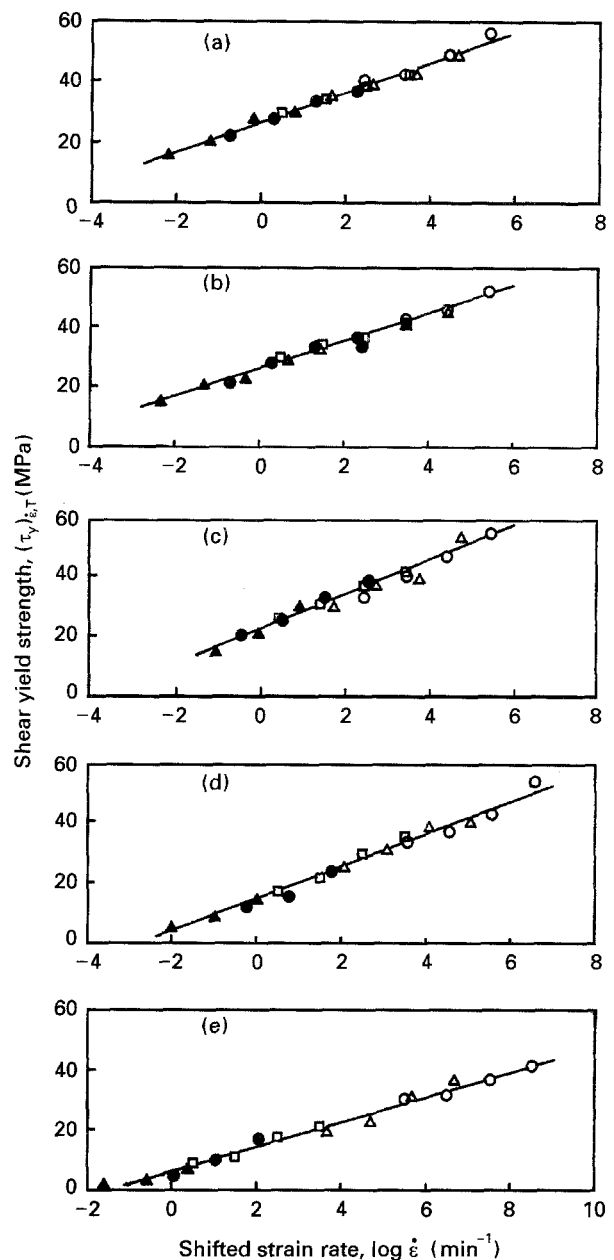 (a)
60
40
20
0
−4 −2 0 2 4 6 8
(b)
60
40
20
0
−4 −2 0 2 4 6 8
(c)
60
40
20
0
−4 −2 0 2 4 6 8
(d)
60
40
20
0
−4 −2 0 2 4 6 8
(e)
60
40
20
0
−2 0 2 4 6 8 10
Shear yield strength, (τy)ε̇,T (MPa)
Shifted strain rate, log ε̇ (min⁻¹)